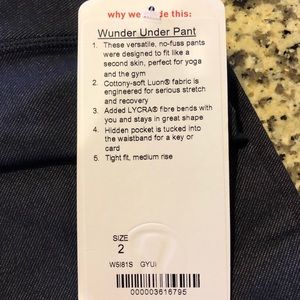 why we made this:
Wunder Under Pant
1. These versatile, no-fuss pants
were designed to fit like a
second skin, perfect for yoga
and the gym
2. Cottony-soft Luon® fabric is
engineered for serious stretch
and recovery
3. Added LYCRA® fibre bends with
you and stays in great shape
4. Hidden pocket is tucked into
the waistband for a key or
card
5. Tight fit, medium rise
SIZE
2
W5I81S GYUI
000003616795